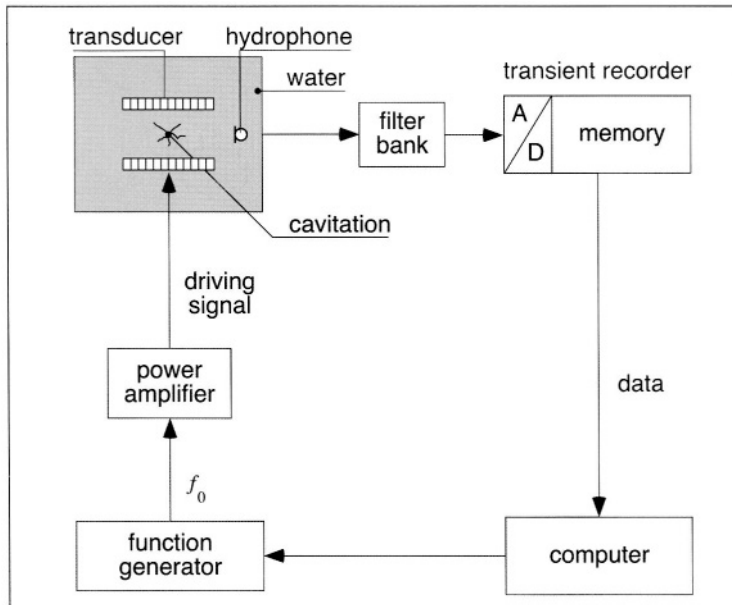 transducer
hydrophone
water
transient recorder
filter
bank
A
D
memory
cavitation
driving
signal
power
amplifier
data
f0
function
generator
computer